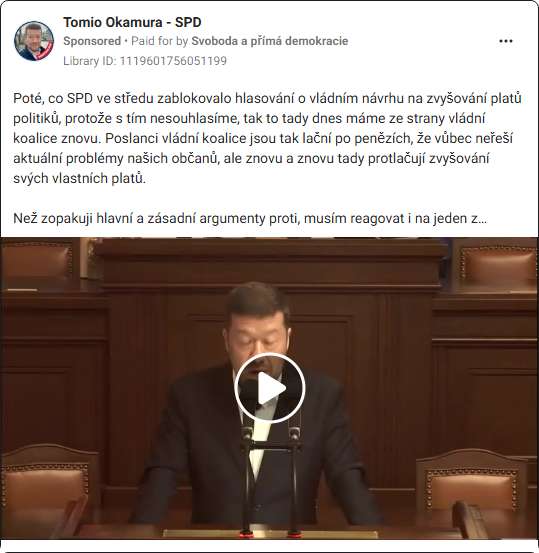 Tomio Okamura - SPD
Sponsored • Paid for by Svoboda a přímá demokracie
Library ID: 1119601756051199
Poté, co SPD ve středu zablokovalo hlasování o vládním návrhu na zvyšování platů
politiků, protože s tím nesouhlasíme, tak to tady dnes máme ze strany vládní
koalice znovu. Poslanci vládní koalice jsou tak lační po penězích, že vůbec neřeší
aktuální problémy našich občanů, ale znovu a znovu tady protlačují zvyšování
svých vlastních platů.
Než zopakuji hlavní a zásadní argumenty proti, musím reagovat i na jeden z…